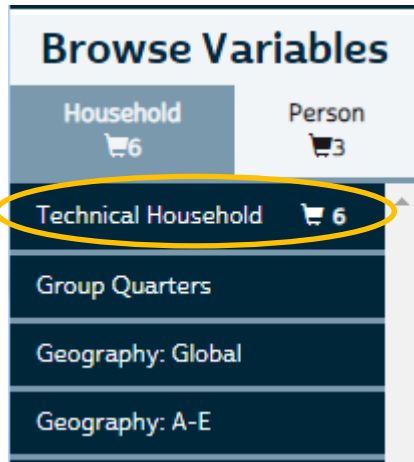 Browse Variables
Household Person
6 3
Technical Household 6
Group Quarters
Geography: Global
Geography: A-E